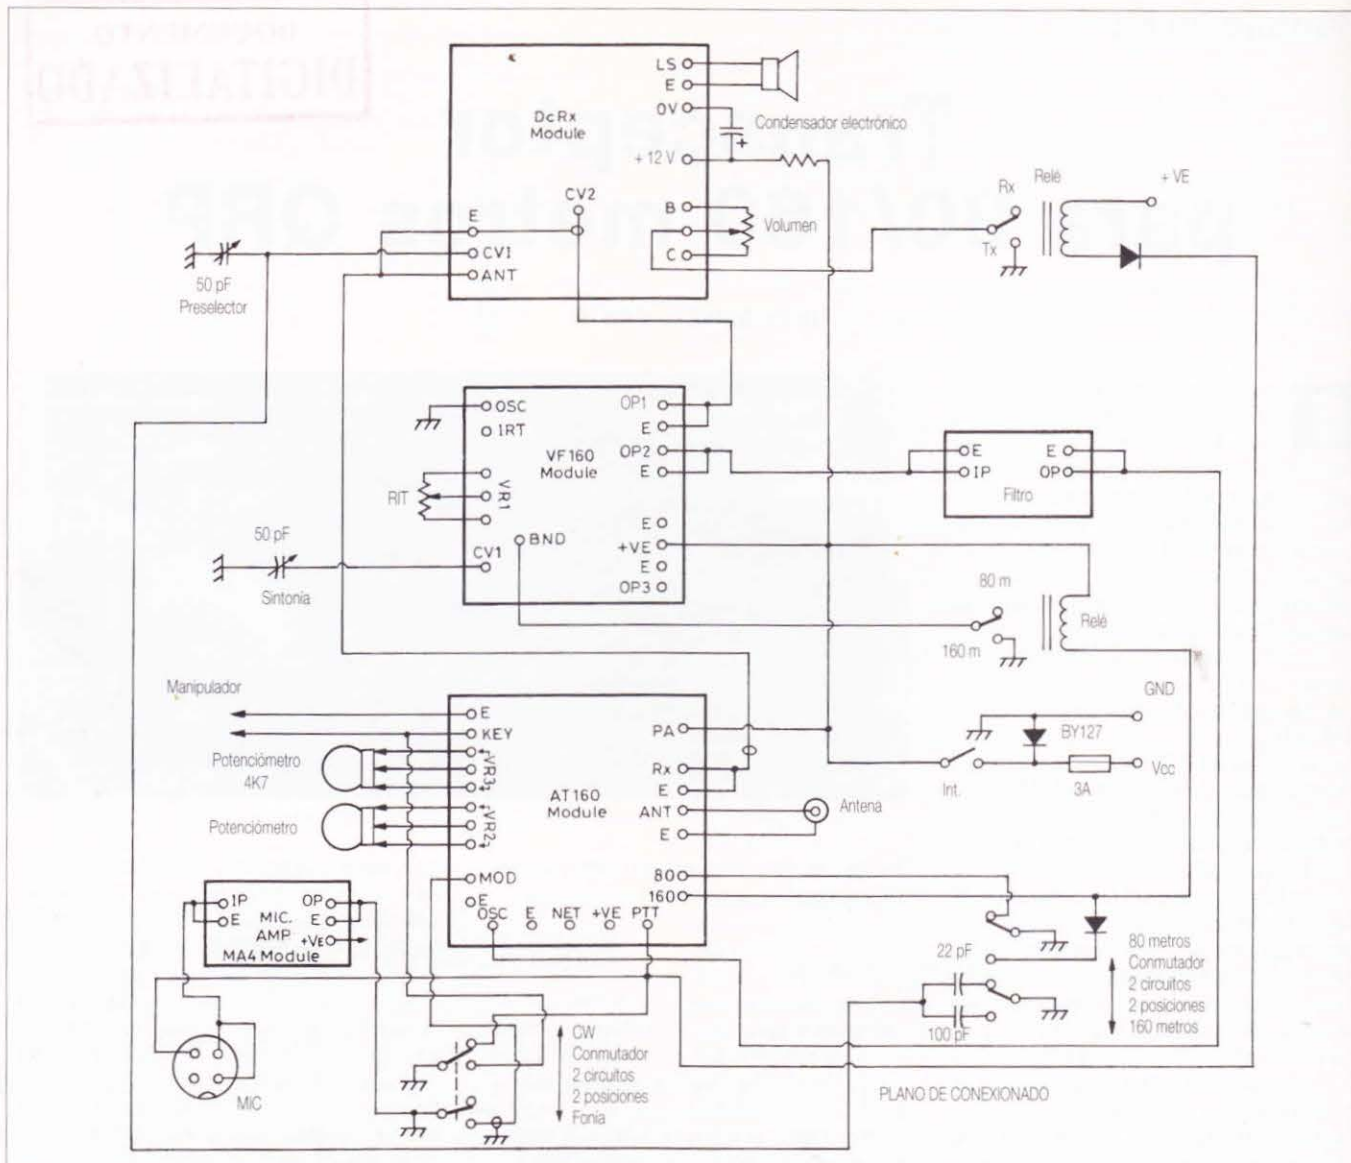 DOCUMENTO
DIGITALIZADO
DcRx
Module
LS
E
0V
Condensador electrónico
+ 12 V
CV2
B
Volumen
C
E
CV1
ANT
50 pF
Preselector
Rx
Relé
+ VE
Tx
OSC
IRT
VF160
Module
RIT
VR1
OP1
E
OP2
E
E
+VE
E
OP3
BND
CV1
50 pF
Sintonía
E
IP
E
OP
Filtro
80 m
160 m
Relé
GND
BY127
Vcc
Int.
3A
Manipulador
E
KEY
Potenciómetro
4K7
VR3
Potenciómetro
VR2
AT160
Module
PA
Rx
E
ANT
E
Antena
80
160
MOD
E
OSC
E
NET
+VE
PTT
IP
E
MIC.
AMP.
OP
E
+VE
MA4 Module
MIC
CW
Conmutador
2 circuitos
2 posiciones
Fonía
22 pF
100 pF
80 metros
Conmutador
2 circuitos
2 posiciones
160 metros
PLANO DE CONEXIONADO